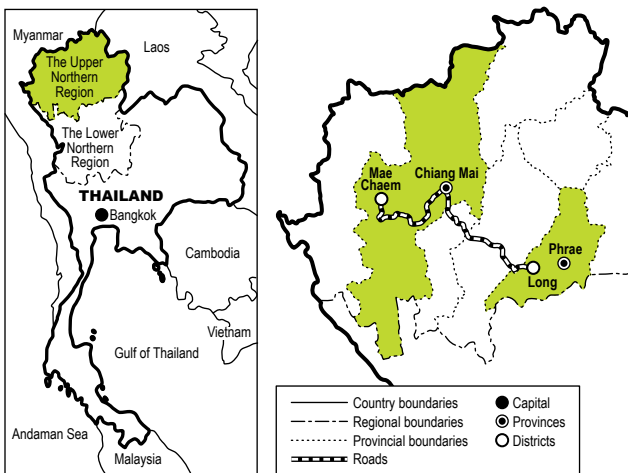 Myanmar
Laos
The Upper
Northern
Region
The Lower
Northern
Region
THAILAND
Bangkok
Cambodia
Vietnam
Gulf of Thailand
Andaman Sea
Malaysia
Mae
Chaem
Chiang Mai
Phrae
Long
Country boundaries
Regional boundaries
Provincial boundaries
Roads
Capital
Provinces
Districts